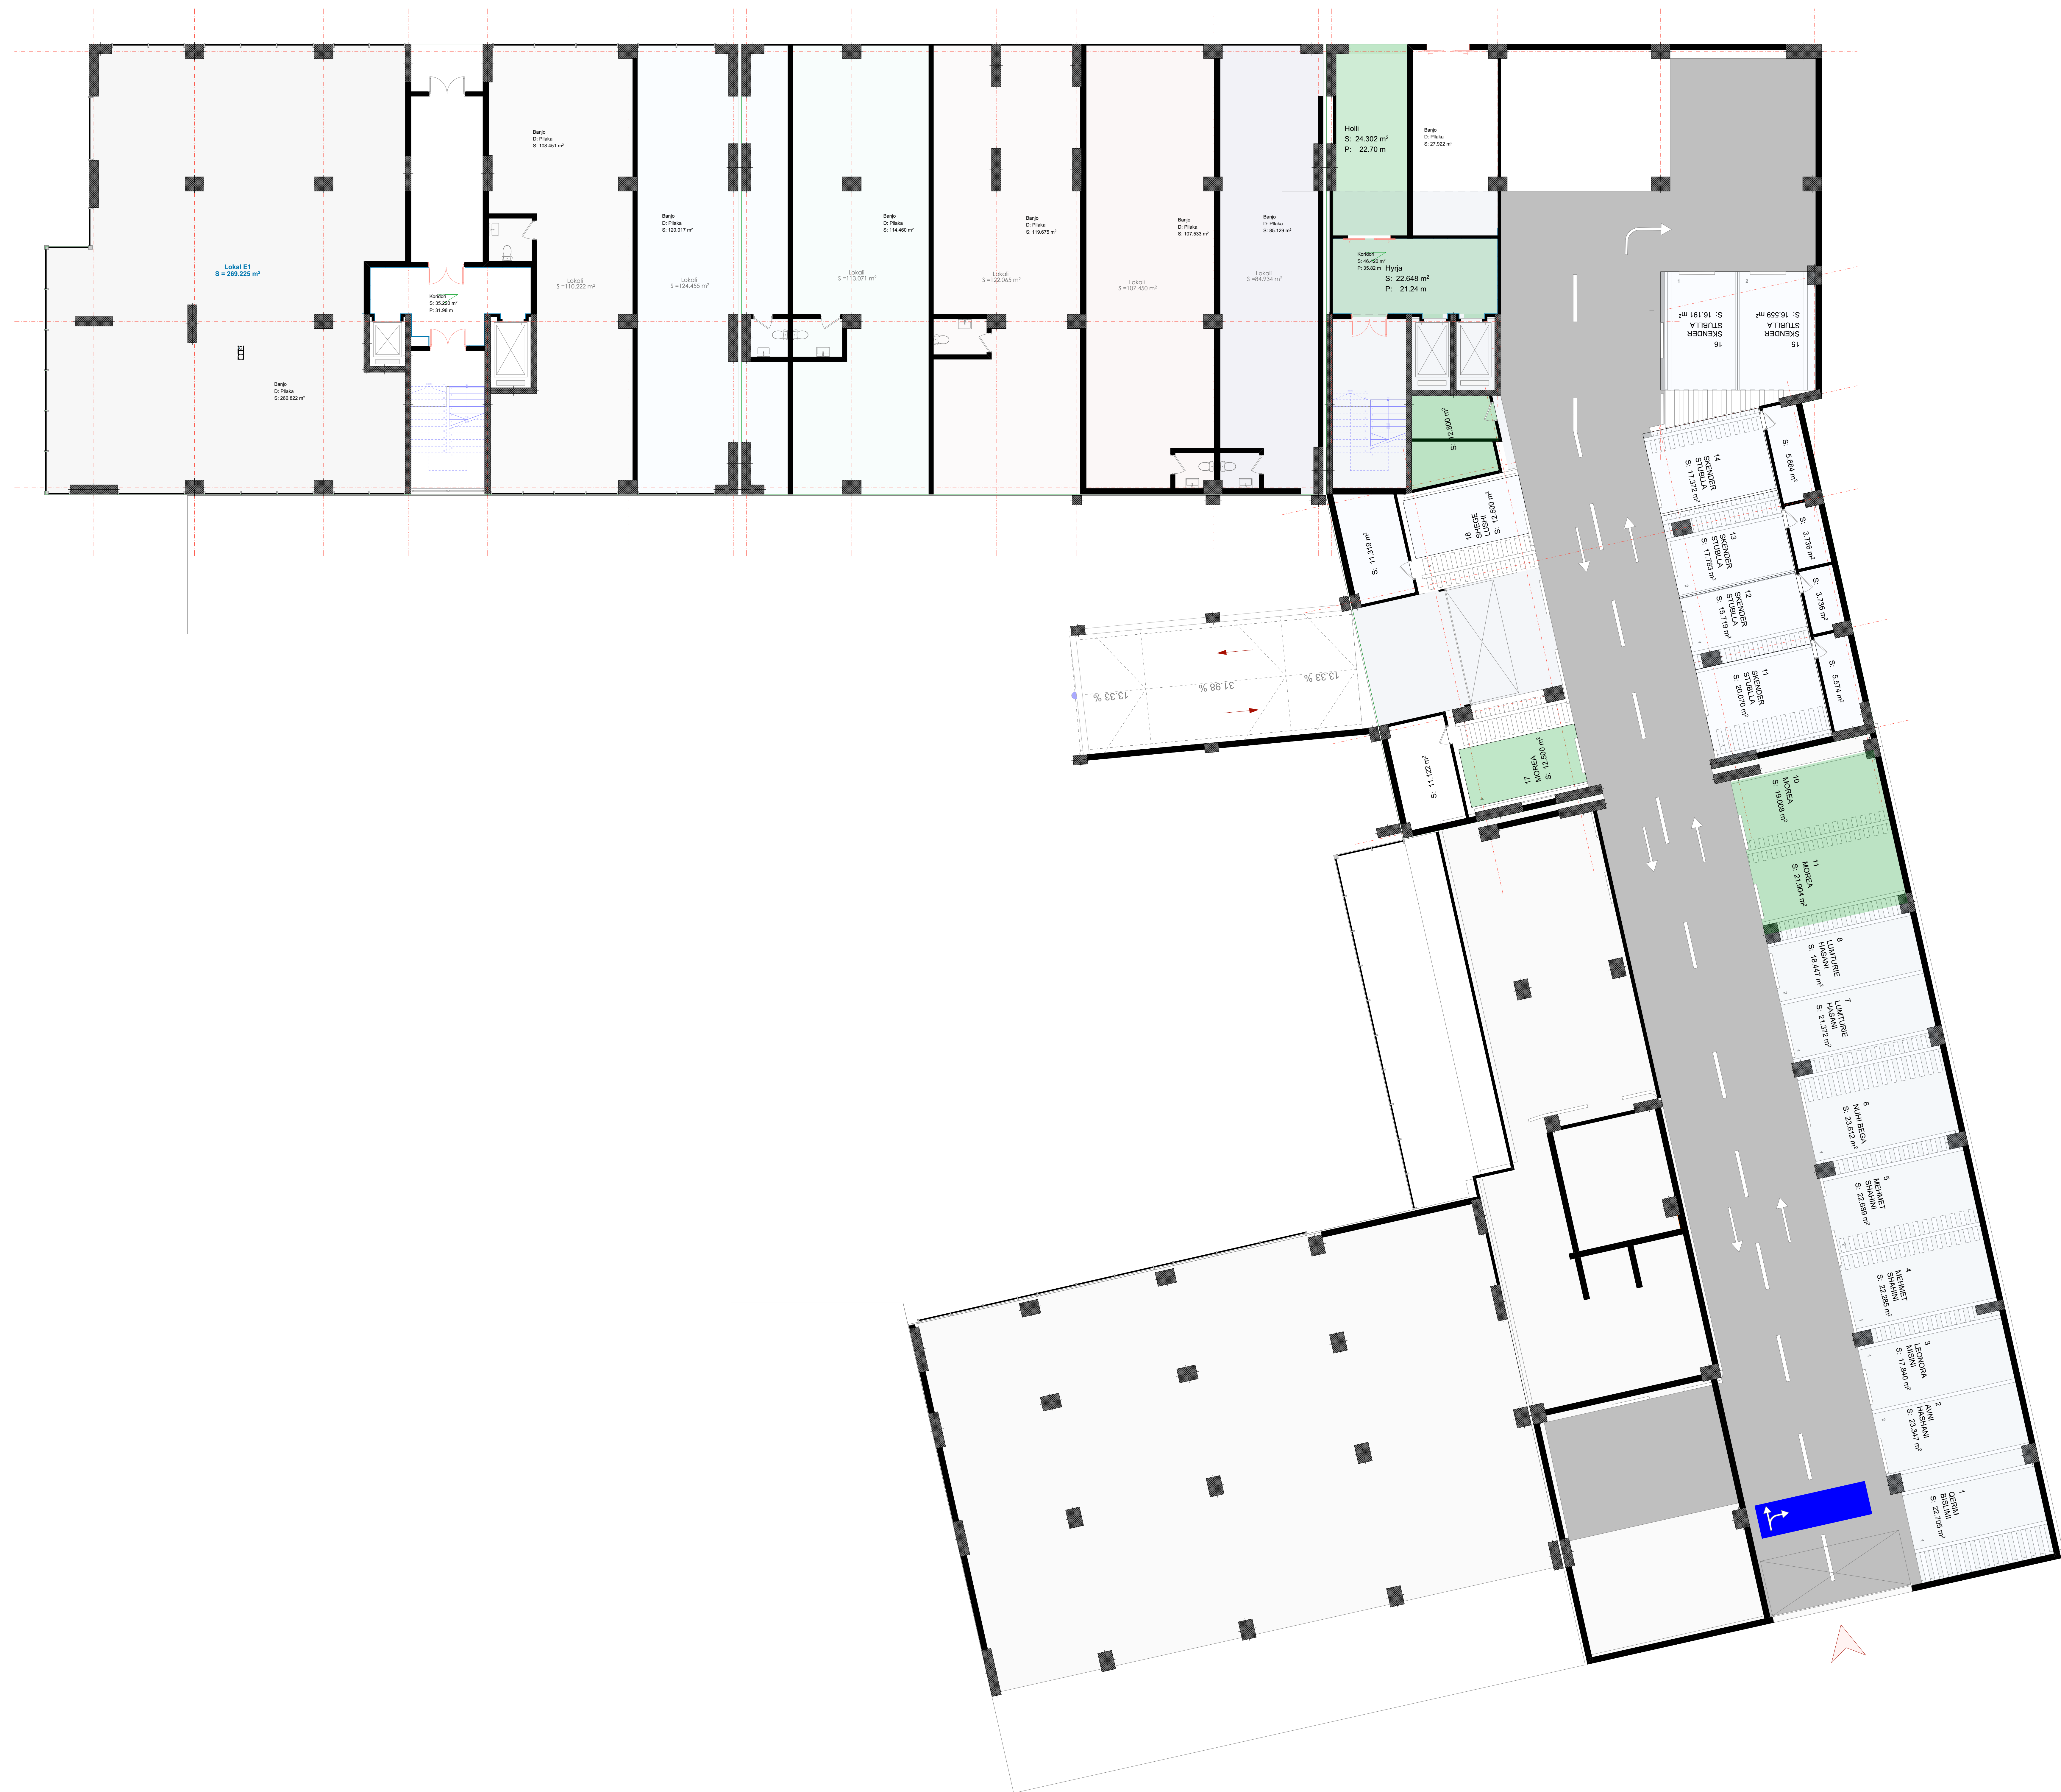 Lokal E1
S = 269.225 m²
Banjo
D: Pllaka
S: 266.822 m²
Koridori
S: 35.220 m²
P: 31.98 m
Banjo
D: Pllaka
S: 108.451 m²
Lokali
S =110.222 m²
Banjo
D: Pllaka
S: 120.017 m²
Lokali
S =124.455 m²
Banjo
D: Pllaka
S: 114.460 m²
Lokali
S =113.071 m²
Banjo
D: Pllaka
S: 119.675 m²
Lokali
S =122.065 m²
Banjo
D: Pllaka
S: 107.533 m²
Lokali
S =107.450 m²
Banjo
D: Pllaka
S: 85.129 m²
Lokali
S =84.934 m²
Holli
S: 24.302 m²
P: 22.70 m
Banjo
D: Pllaka
S: 27.922 m²
Koridori
P: 35.82 m
Hyrja
S: 22.648 m²
P: 21.24 m
S: 12.800 m²
1
2
16
SKENDER
STUBLLA
S: 16.191 m²
15
SKENDER
STUBLLA
S: 16.559 m²
14
SKENDER
STUBLLA
S: 17.372 m²
S:
5.684 m²
13
SKENDER
STUBLLA
S: 17.783 m²
S:
3.736 m²
12
SKENDER
STUBLLA
S: 15.719 m²
S:
3.736 m²
11
SKENDER
STUBLLA
S: 20.070 m²
S:
5.574 m²
18
SHEGE
LUSHI
S: 12.500 m²
S: 11.319 m²
13.33 %
31.98 %
13.33 %
17
MOREA
S: 12.500 m²
S: 11.122 m²
10
MOREA
S: 19.008 m²
11
MOREA
S: 21.904 m²
8
LUMTURIE
HASANI
S: 18.447 m²
7
LUMTURIE
HASANI
S: 21.372 m²
6
NUHI BEGA
S: 23.612 m²
5
MEHMET
SHAHINI
S: 22.689 m²
4
MEHMET
SHAHINI
S: 22.285 m²
3
LEONORA
MISINI
S: 17.840 m²
2
AVNI
HASHANI
S: 23.347 m²
1
QERIM
BISLIMI
S: 22.705 m²